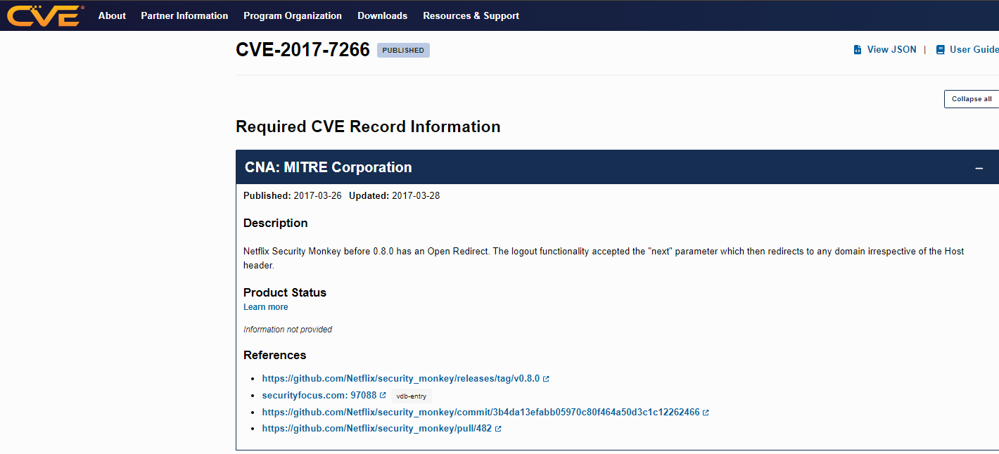 CVE
About Partner Information Program Organization Downloads Resources & Support
CVE-2017-7266 PUBLISHED
View JSON | User Guide
Collapse all
Required CVE Record Information
CNA: MITRE Corporation
Published: 2017-03-26 Updated: 2017-03-28
Description
Netflix Security Monkey before 0.8.0 has an Open Redirect. The logout functionality accepted the "next" parameter which then redirects to any domain irrespective of the Host
header.
Product Status
Learn more
Information not provided
References
https://github.com/Netflix/security_monkey/releases/tag/v0.8.0
securityfocus.com: 97088 vdb-entry
https://github.com/Netflix/security_monkey/commit/3b4da13efabb05970c80f464a50d3c1c12262466
https://github.com/Netflix/security_monkey/pull/482